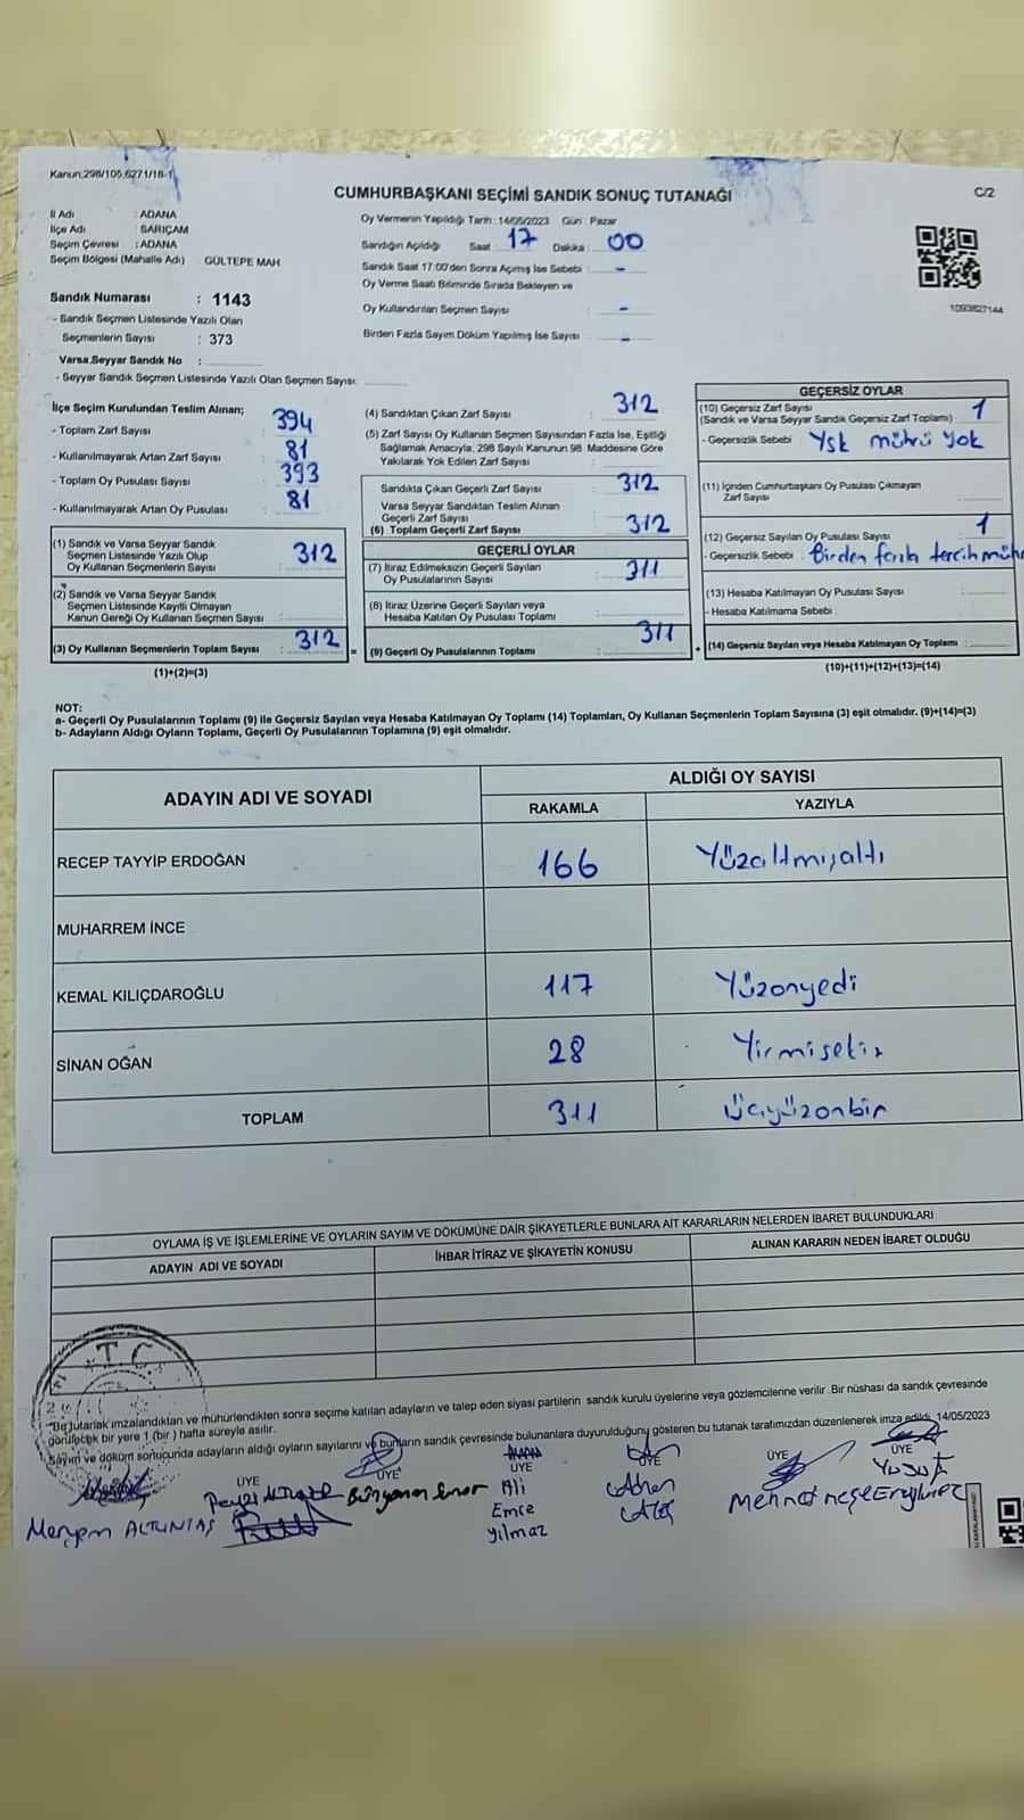 Kanun:298/105,6271/18-1
CUMHURBAŞKANI SEÇİMİ SANDIK SONUÇ TUTANAĞI
C/2
İl Adı : ADANA
İlçe Adı : SARIÇAM
Seçim Çevresi : ADANA
Seçim Bölgesi (Mahalle Adı) GÜLTEPE MAH
Oy Vermenin Yapıldığı Tarih :14/05/2023 Gün : Pazar
Sandığın Açıldığı Saat 17 Dakika : 00
Sandık Saat 17:00'den Sonra Açımış İse Sebebi : -
Oy Verme Saati Bitiminde Sırada Bekleyen ve
Oy Kullandırılan Seçmen Sayısı : -
Birden Fazla Sayım Döküm Yapılmış İse Sayısı : -
1093827144
Sandık Numarası : 1143
- Sandık Seçmen Listesinde Yazılı Olan
Seçmenlerin Sayısı : 373
Varsa,Seyyar Sandık No :
- Seyyar Sandık Seçmen Listesinde Yazılı Olan Seçmen Sayısı:
İlçe Seçim Kurulundan Teslim Alınan;
- Toplam Zarf Sayısı : 394
- Kullanılmayarak Artan Zarf Sayısı : 81
- Toplam Oy Pusulası Sayısı : 393
- Kullanılmayarak Artan Oy Pusulası : 81
(1) Sandık ve Varsa Seyyar Sandık
Seçmen Listesinde Yazılı Olup
Oy Kullanan Seçmenlerin Sayısı 312
(2) Sandık ve Varsa Seyyar Sandık
Seçmen Listesinde Kayıtlı Olmayan
Kanun Gereği Oy Kullanan Seçmen Sayısı :
(3) Oy Kullanan Seçmenlerin Toplam Sayısı : 312
(1)+(2)=(3)
(4) Sandıktan Çıkan Zarf Sayısı : 312
(5) Zarf Sayısı Oy Kullanan Seçmen Sayısından Fazla İse, Eşitliği
Sağlamak Amacıyla, 298 Sayılı Kanunun 98. Maddesine Göre
Yakılarak Yok Edilen Zarf Sayısı :
Sandıkta Çıkan Geçerli Zarf Sayısı : 312
Varsa Seyyar Sandıktan Teslim Alınan
Geçerli Zarf Sayısı
(6) Toplam Geçerli Zarf Sayısı 312
GEÇERLİ OYLAR
(7) İtiraz Edilmeksizin Geçerli Sayılan
Oy Pusulalarının Sayısı : 311
(8) İtiraz Üzerine Geçerli Sayılan veya
Hesaba Katılan Oy Pusulası Toplamı :
(9) Geçerli Oy Pusulalarının Toplamı : 311
GEÇERSİZ OYLAR
(10) Geçersiz Zarf Sayısı 1
(Sandık ve Varsa Seyyar Sandık Geçersiz Zarf Toplamı)
- Geçersizlik Sebebi : Ysk mührü yok
(11) İçinden Cumhurbaşkanı Oy Pusulası Çıkmayan
Zarf Sayısı
(12) Geçersiz Sayılan Oy Pusulası Sayısı : 1
- Geçersizlik Sebebi : Birden fazla tercih müh
(13) Hesaba Katılmayan Oy Pusulası Sayısı :
- Hesaba Katılmama Sebebi :
(14) Geçersiz Sayılan veya Hesaba Katılmayan Oy Toplamı :
(10)+(11)+(12)+(13)=(14)
NOT:
a- Geçerli Oy Pusulalarının Toplamı (9) ile Geçersiz Sayılan veya Hesaba Katılmayan Oy Toplamı (14) Toplamları, Oy Kullanan Seçmenlerin Toplam Sayısına (3) eşit olmalıdır. (9)+(14)=(3)
b- Adayların Aldığı Oyların Toplamı, Geçerli Oy Pusulalarının Toplamına (9) eşit olmalıdır.
ADAYIN ADI VE SOYADI
ALDIĞI OY SAYISI
RAKAMLA YAZIYLA
RECEP TAYYİP ERDOĞAN 166 Yüzaltmışaltı
MUHARREM İNCE
KEMAL KILIÇDAROĞLU 117 Yüzonyedi
SİNAN OĞAN 28 Yirmisekiz
TOPLAM 311 Üçyüzonbir
OYLAMA İŞ VE İŞLEMLERİNE VE OYLARIN SAYIM VE DÖKÜMÜNE DAİR ŞİKAYETLERLE BUNLARA AİT KARARLARIN NELERDEN İBARET BULUNDUKLARI
ADAYIN ADI VE SOYADI İHBAR İTİRAZ VE ŞİKAYETİN KONUSU ALINAN KARARIN NEDEN İBARET OLDUĞU
T.C.
Bu tutanak imzalandıktan ve mühürlendikten sonra seçime katılan adayların ve talep eden siyasi partilerin sandık kurulu üyelerine veya gözlemcilerine verilir. Bir nüshası da sandık çevresinde
görülecek bir yere 1 (bir) hafta süreyle asılır.
Sayım ve döküm sonucunda adayların aldığı oyların sayılarını ve bunların sandık çevresinde bulunanlara duyurulduğunu gösteren bu tutanak tarafımızdan düzenlenerek imza edildi. 14/05/2023
ÜYE ÜYE ÜYE ÜYE ÜYE ÜYE
Meryem ALTUNTAŞ
Ali
Emre
Yılmaz
Mehmet
Yusuf